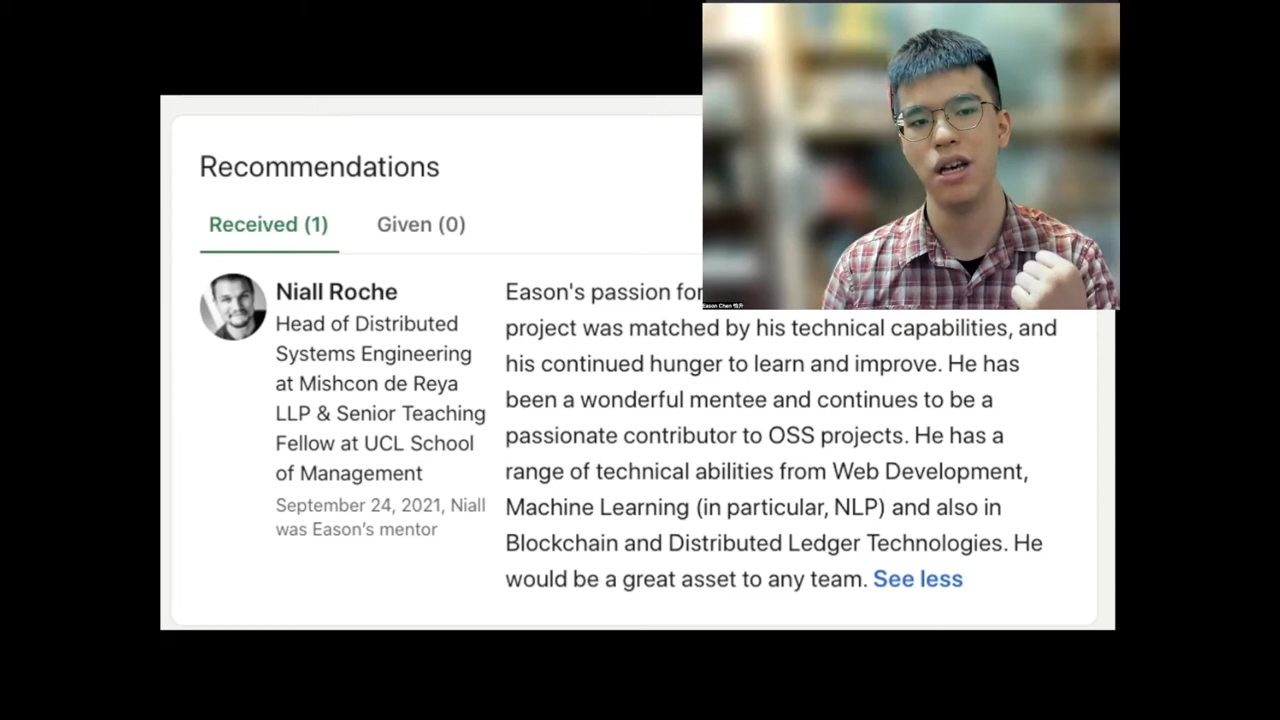 Recommendations
Received (1)
Given (0)
Niall Roche
Head of Distributed
Systems Engineering
at Mishcon de Reya
LLP & Senior Teaching
Fellow at UCL School
of Management
September 24, 2021, Niall
was Eason’s mentor
Eason's passion for
project was matched by his technical capabilities, and
his continued hunger to learn and improve. He has
been a wonderful mentee and continues to be a
passionate contributor to OSS projects. He has a
range of technical abilities from Web Development,
Machine Learning (in particular, NLP) and also in
Blockchain and Distributed Ledger Technologies. He
would be a great asset to any team. See less
Eason Chen